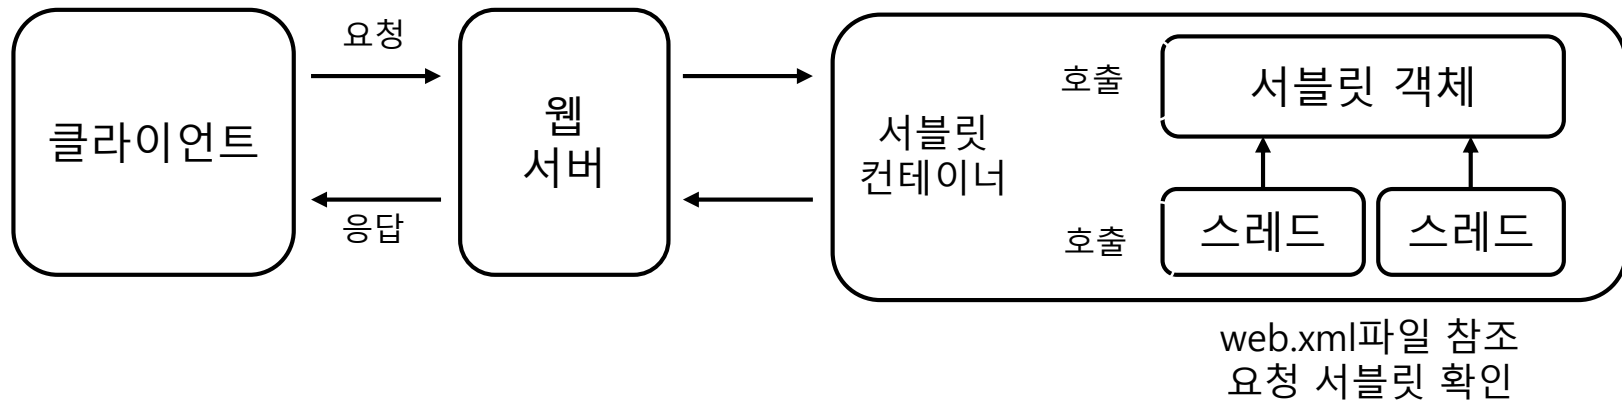 클라이언트
요청
응답
웹
서버
서블릿
컨테이너
호출
서블릿 객체
호출
스레드
스레드
web.xml파일 참조
요청 서블릿 확인